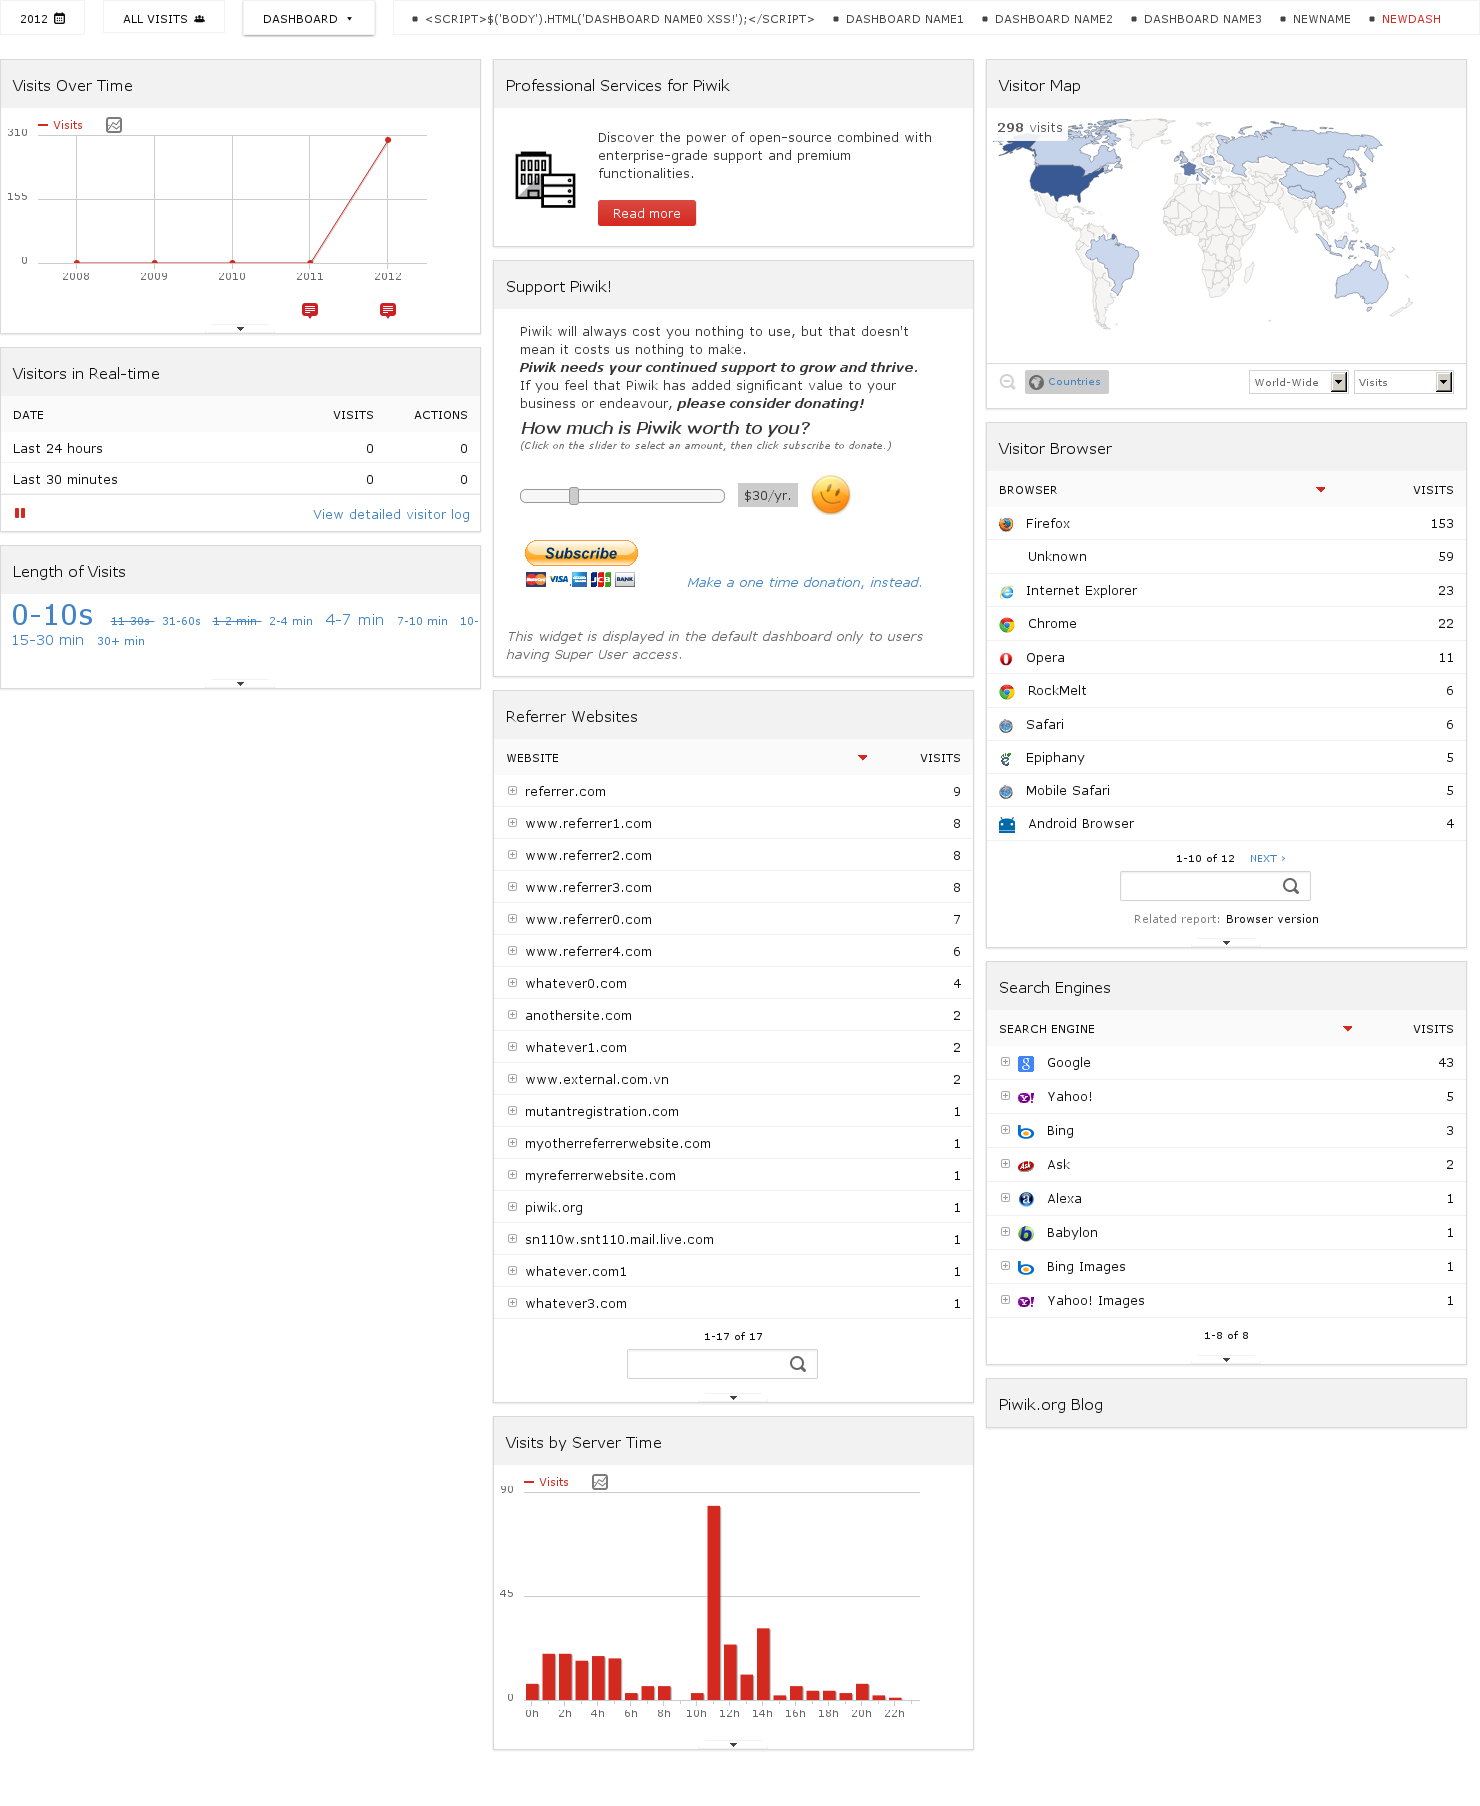 2012
ALL VISITS
DASHBOARD
<SCRIPT>$('BODY').HTML('DASHBOARD NAME0 XSS!');</SCRIPT>
DASHBOARD NAME1
DASHBOARD NAME2
DASHBOARD NAME3
NEWNAME
NEWDASH
Visits Over Time
Visits
310
155
0
2008 2009 2010 2011 2012
Visitors in Real-time
DATE VISITS ACTIONS
Last 24 hours 0 0
Last 30 minutes 0 0
View detailed visitor log
Length of Visits
0-10s 11-30s 31-60s 1-2 min 2-4 min 4-7 min 7-10 min 10-
15-30 min 30+ min
Professional Services for Piwik
Discover the power of open-source combined with
enterprise-grade support and premium
functionalities.
Read more
Support Piwik!
Piwik will always cost you nothing to use, but that doesn't
mean it costs us nothing to make.
Piwik needs your continued support to grow and thrive.
If you feel that Piwik has added significant value to your
business or endeavour, please consider donating!
How much is Piwik worth to you?
(Click on the slider to select an amount, then click subscribe to donate.)
$30/yr.
Subscribe
VISA
JCB
BANK
Make a one time donation, instead.
This widget is displayed in the default dashboard only to users
having Super User access.
Referrer Websites
WEBSITE VISITS
referrer.com 9
www.referrer1.com 8
www.referrer2.com 8
www.referrer3.com 8
www.referrer0.com 7
www.referrer4.com 6
whatever0.com 4
anothersite.com 2
whatever1.com 2
www.external.com.vn 2
mutantregistration.com 1
myotherreferrerwebsite.com 1
myreferrerwebsite.com 1
piwik.org 1
sn110w.snt110.mail.live.com 1
whatever.com1 1
whatever3.com 1
1-17 of 17
Visits by Server Time
Visits
90
45
0
0h 2h 4h 6h 8h 10h 12h 14h 16h 18h 20h 22h
Visitor Map
298 visits
Countries
World-Wide
Visits
Visitor Browser
BROWSER VISITS
Firefox 153
Unknown 59
Internet Explorer 23
Chrome 22
Opera 11
RockMelt 6
Safari 6
Epiphany 5
Mobile Safari 5
Android Browser 4
1-10 of 12 NEXT ›
Related report: Browser version
Search Engines
SEARCH ENGINE VISITS
Google 43
Yahoo! 5
Bing 3
Ask 2
Alexa 1
Babylon 1
Bing Images 1
Yahoo! Images 1
1-8 of 8
Piwik.org Blog